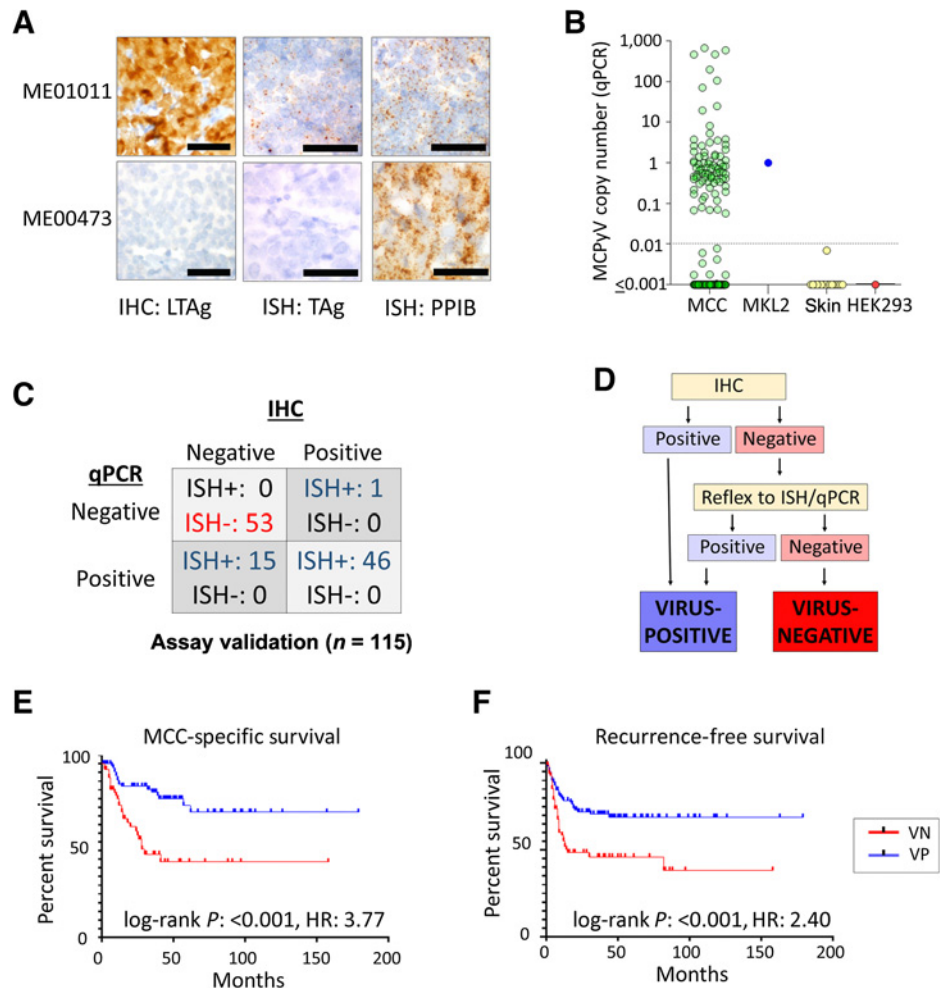 A
ME01011
ME00473
IHC: LTAg
ISH: TAg
ISH: PPIB
B
MCPyV copy number (qPCR)
1,000
100
10
1
0.1
0.01
≤0.001
MCC
MKL2
Skin
HEK293
C
IHC
Negative
Positive
qPCR
Negative
ISH+: 0
ISH+: 1
ISH-: 53
ISH-: 0
Positive
ISH+: 15
ISH+: 46
ISH-: 0
ISH-: 0
Assay validation (n = 115)
D
IHC
Positive
Negative
Reflex to ISH/qPCR
Positive
Negative
VIRUS-
POSITIVE
VIRUS-
NEGATIVE
E
MCC-specific survival
Percent survival
100
50
0
0
50
100
150
200
log-rank P: <0.001, HR: 3.77
Months
F
Recurrence-free survival
Percent survival
100
50
0
0
50
100
150
200
log-rank P: <0.001, HR: 2.40
Months
VN
VP